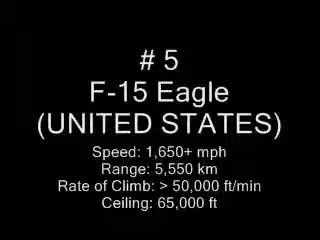 # 5
F-15 Eagle
(UNITED STATES)
Speed: 1,650+ mph
Range: 5,550 km
Rate of Climb: > 50,000 ft/min
Ceiling: 65,000 ft